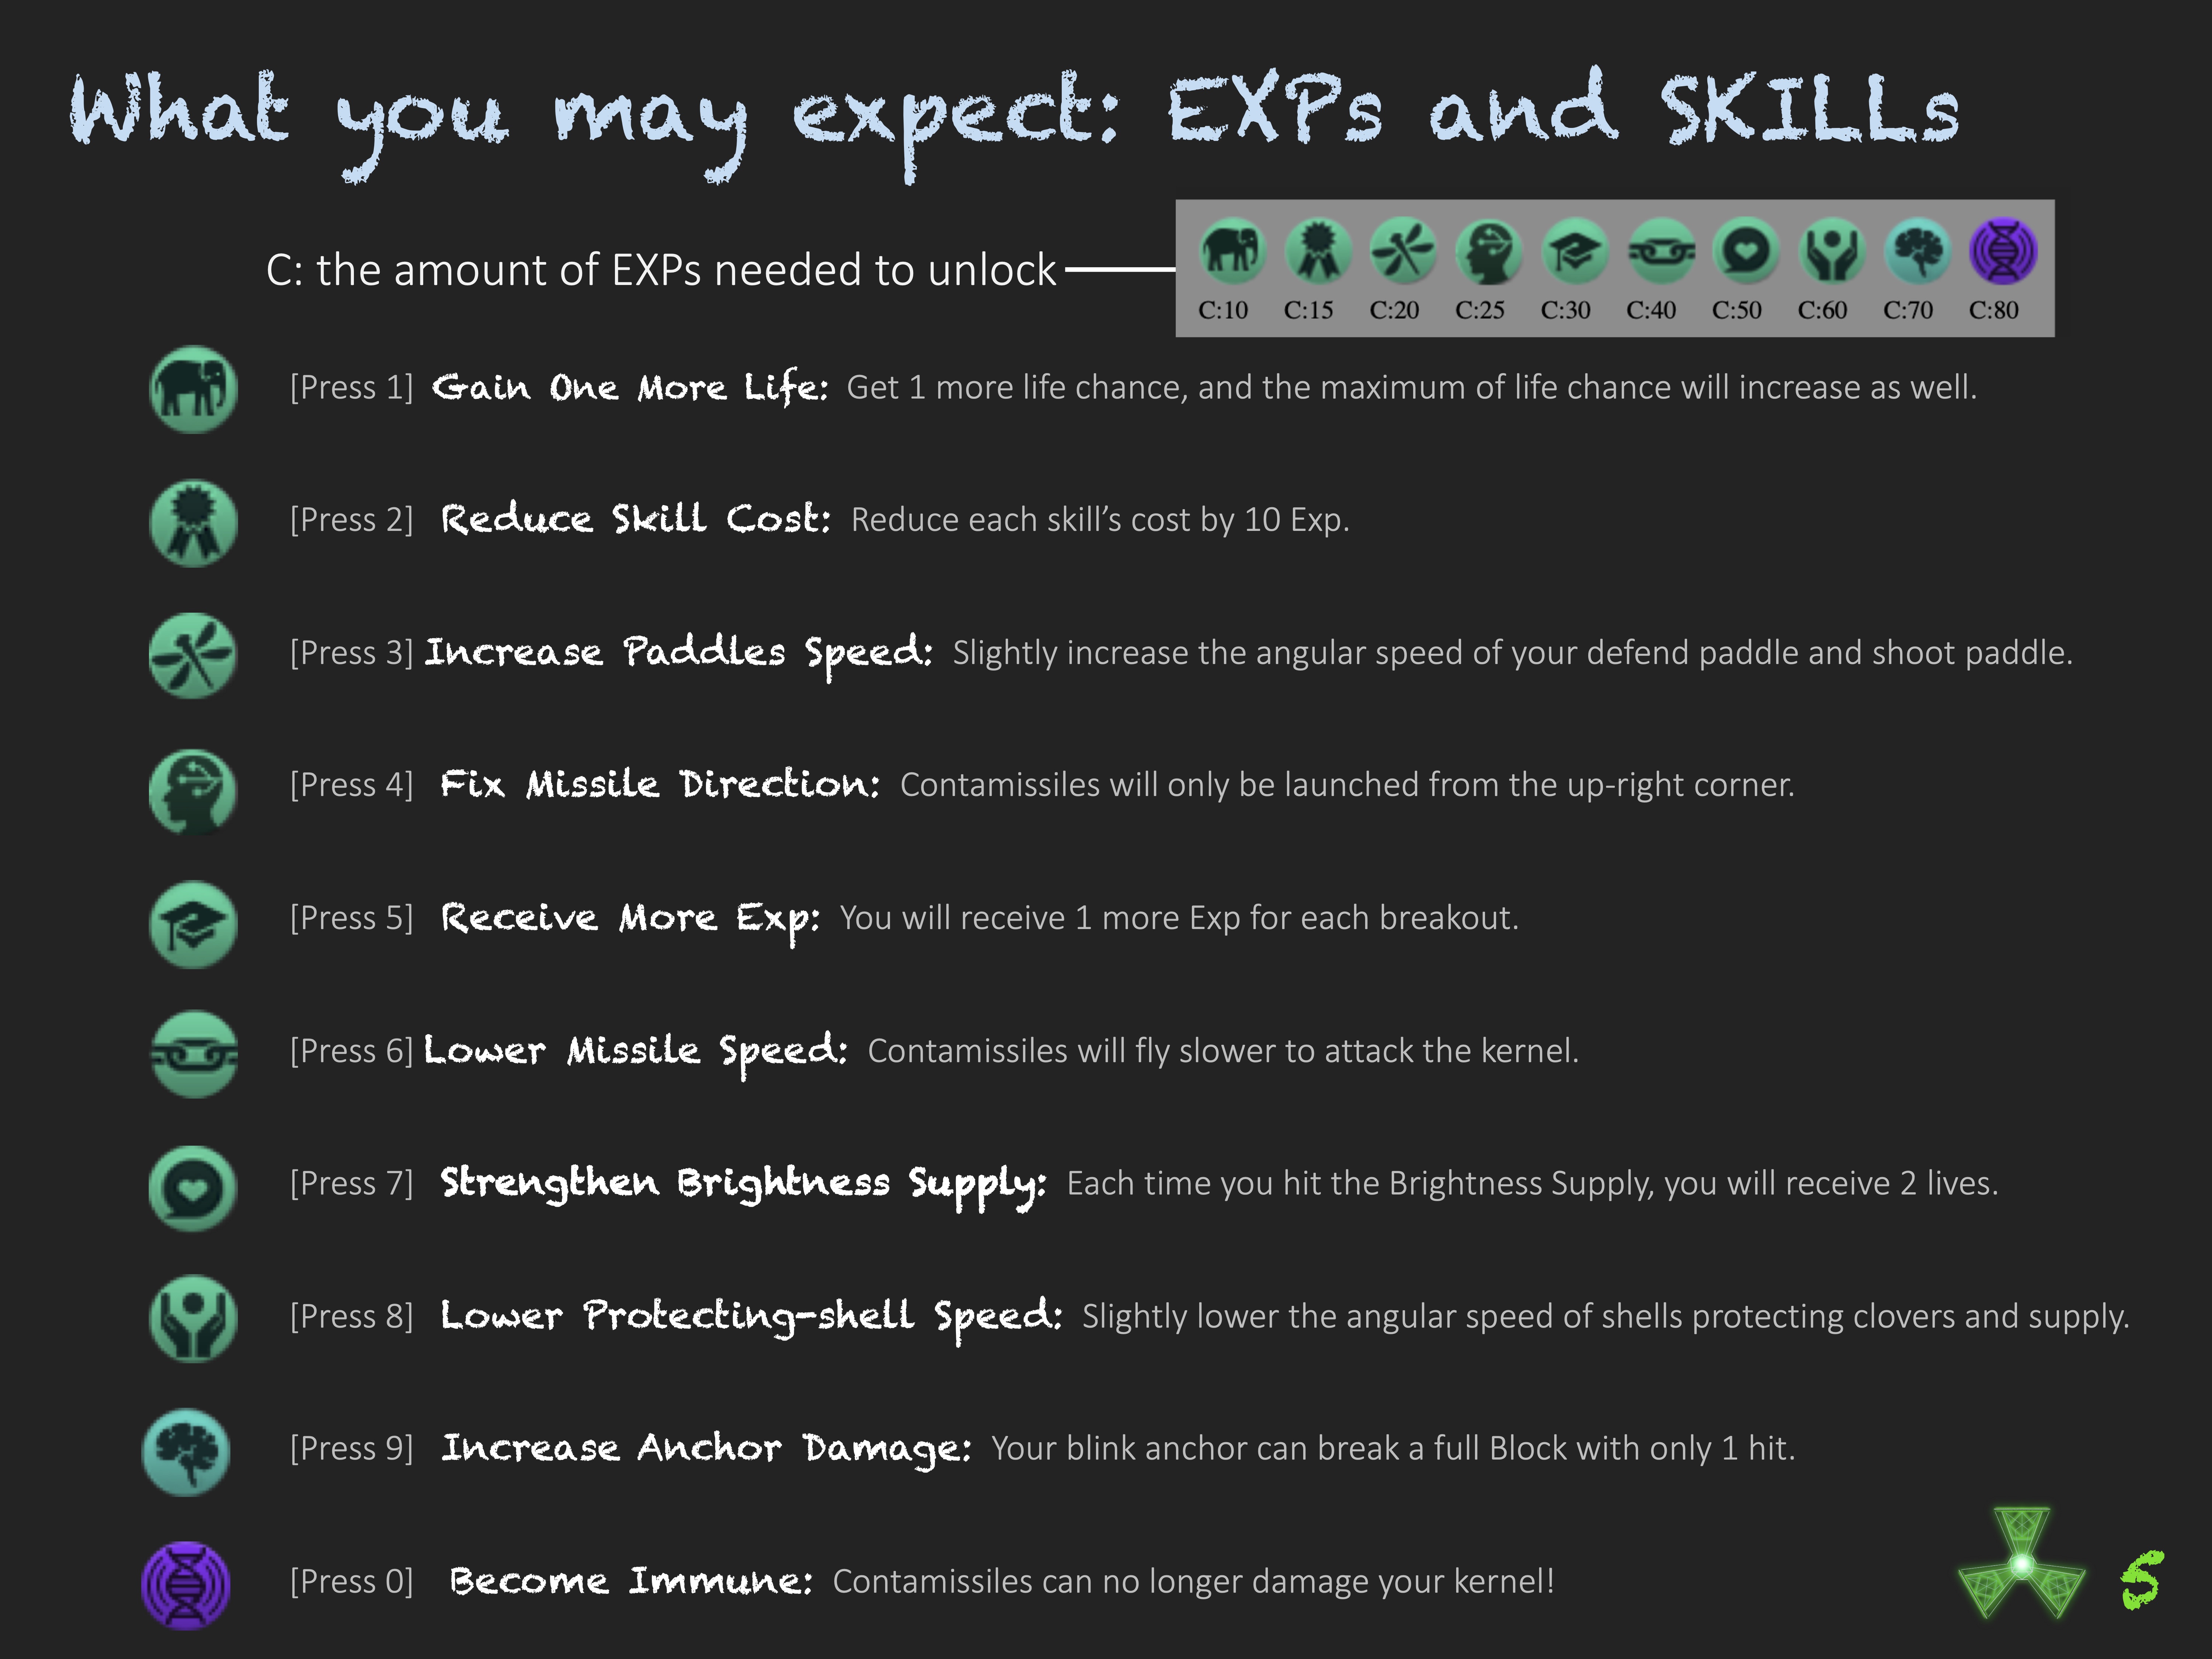 What you may expect: EXPs and SKILLs
C: the amount of EXPs needed to unlock
C:10 C:15 C:20 C:25 C:30 C:40 C:50 C:60 C:70 C:80
[Press 1] Gain One More Life: Get 1 more life chance, and the maximum of life chance will increase as well.
[Press 2] Reduce Skill Cost: Reduce each skill’s cost by 10 Exp.
[Press 3] Increase Paddles Speed: Slightly increase the angular speed of your defend paddle and shoot paddle.
[Press 4] Fix Missile Direction: Contamissiles will only be launched from the up-right corner.
[Press 5] Receive More Exp: You will receive 1 more Exp for each breakout.
[Press 6] Lower Missile Speed: Contamissiles will fly slower to attack the kernel.
[Press 7] Strengthen Brightness Supply: Each time you hit the Brightness Supply, you will receive 2 lives.
[Press 8] Lower Protecting-shell Speed: Slightly lower the angular speed of shells protecting clovers and supply.
[Press 9] Increase Anchor Damage: Your blink anchor can break a full Block with only 1 hit.
[Press 0] Become Immune: Contamissiles can no longer damage your kernel!
5